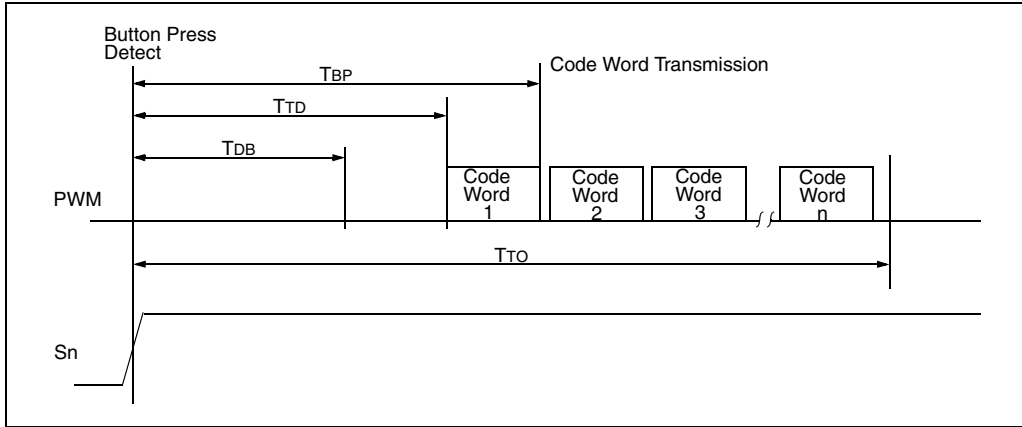 Button Press
Detect
TBP
Code Word Transmission
TTD
TDB
PWM
Code
Word
1
Code
Word
2
Code
Word
3
Code
Word
n
TTO
Sn